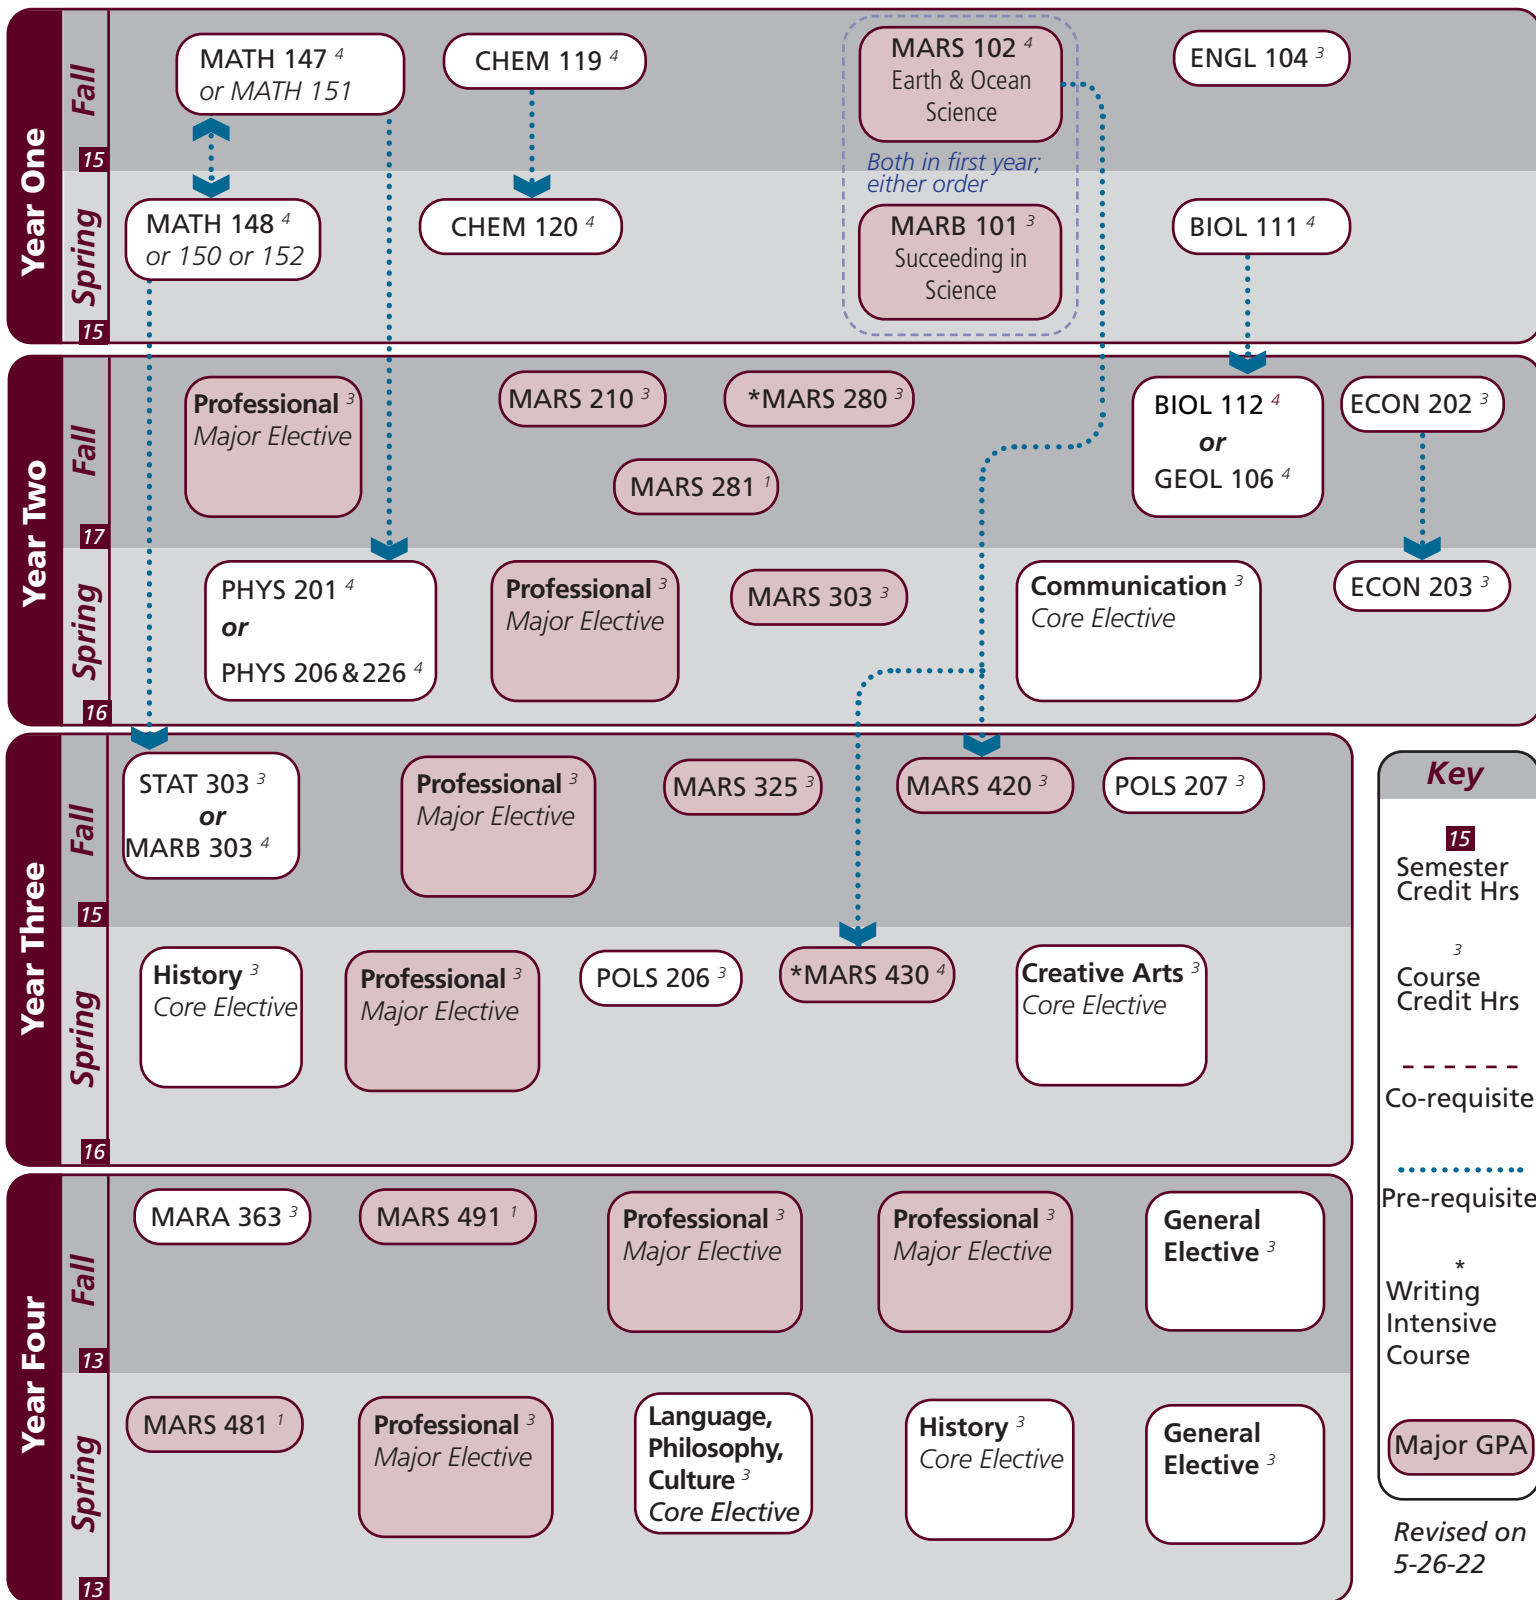 Year One
Fall
MATH 147 4
or MATH 151
CHEM 119 4
MARS 102 4
Earth & Ocean
Science
ENGL 104 3
15
Both in first year;
either order
Spring
MATH 148 4
or 150 or 152
CHEM 120 4
MARB 101 3
Succeeding in
Science
BIOL 111 4
15
Year Two
Fall
Professional 3
Major Elective
MARS 210 3
*MARS 280 3
MARS 281 1
BIOL 112 4
or
GEOL 106 4
ECON 202 3
17
Spring
PHYS 201 4
or
PHYS 206 & 226 4
Professional 3
Major Elective
MARS 303 3
Communication 3
Core Elective
ECON 203 3
16
Year Three
Fall
STAT 303 3
or
MARB 303 4
Professional 3
Major Elective
MARS 325 3
MARS 420 3
POLS 207 3
15
Spring
History 3
Core Elective
Professional 3
Major Elective
POLS 206 3
*MARS 430 4
Creative Arts 3
Core Elective
16
Year Four
Fall
MARA 363 3
MARS 491 1
Professional 3
Major Elective
Professional 3
Major Elective
General
Elective 3
13
Spring
MARS 481 1
Professional 3
Major Elective
Language,
Philosophy,
Culture 3
Core Elective
History 3
Core Elective
General
Elective 3
13
Key
15
Semester
Credit Hrs
3
Course
Credit Hrs
Co-requisite
Pre-requisite
*
Writing
Intensive
Course
Major GPA
Revised on
5-26-22